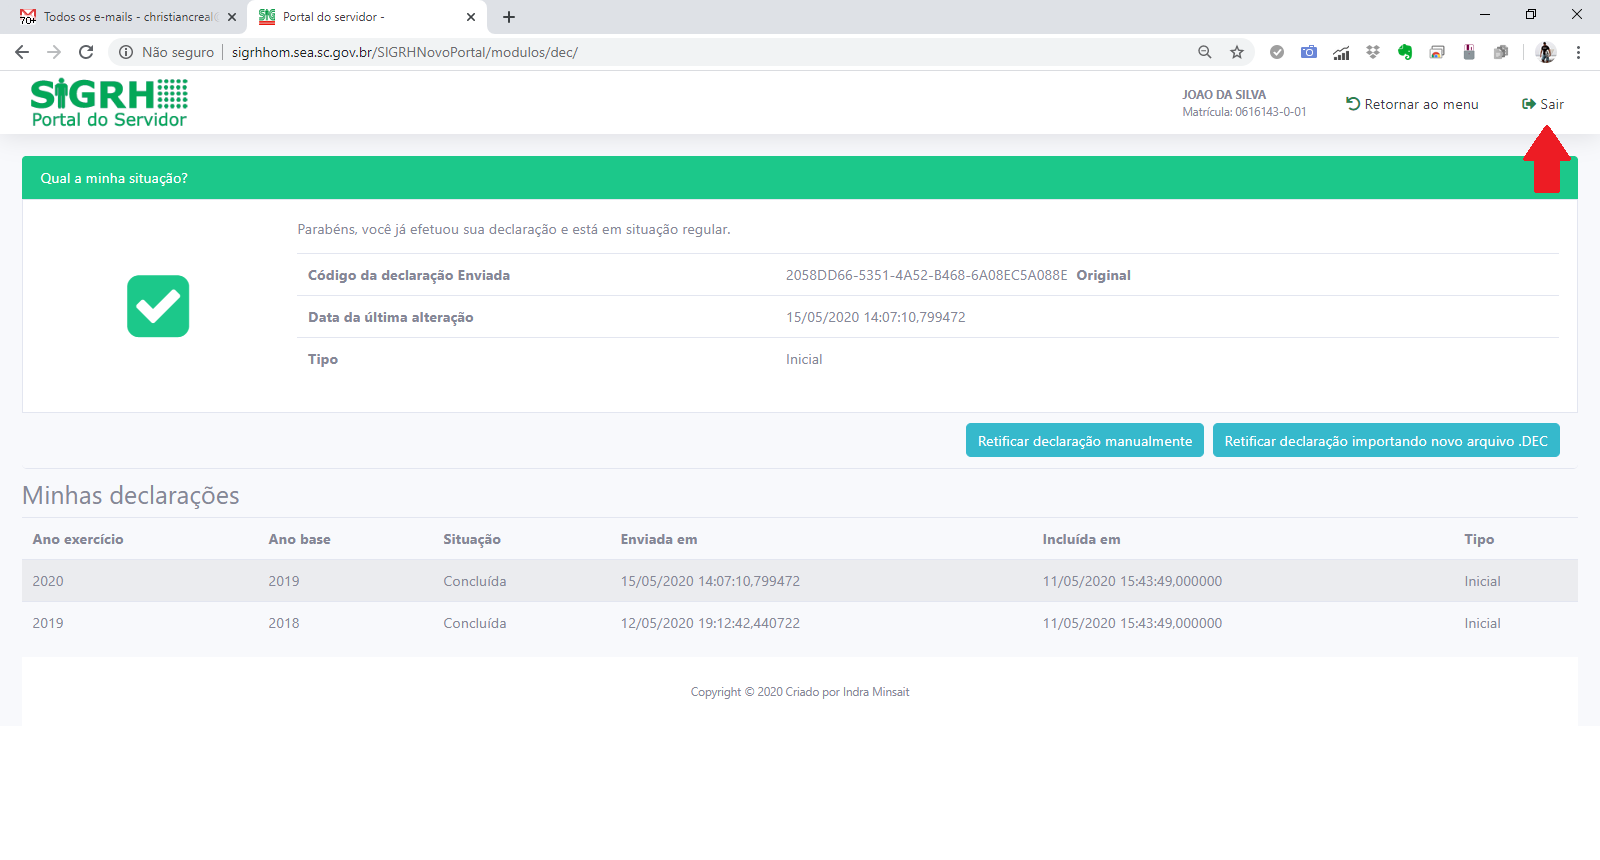 70+ Todos os e-mails - christiancreal
Portal do servidor -
Não seguro | sigrhhom.sea.sc.gov.br/SIGRHNovoPortal/modulos/dec/
SIGRH
Portal do Servidor
JOAO DA SILVA
Matrícula: 0616143-0-01
Retornar ao menu
Sair
Qual a minha situação?
Parabéns, você já efetuou sua declaração e está em situação regular.
Código da declaração Enviada 2058DD66-5351-4A52-B468-6A08EC5A088E Original
Data da última alteração 15/05/2020 14:07:10,799472
Tipo Inicial
Retificar declaração manualmente
Retificar declaração importando novo arquivo .DEC
Minhas declarações
Ano exercício Ano base Situação Enviada em Incluída em Tipo
2020 2019 Concluída 15/05/2020 14:07:10,799472 11/05/2020 15:43:49,000000 Inicial
2019 2018 Concluída 12/05/2020 19:12:42,440722 11/05/2020 15:43:49,000000 Inicial
Copyright © 2020 Criado por Indra Minsait